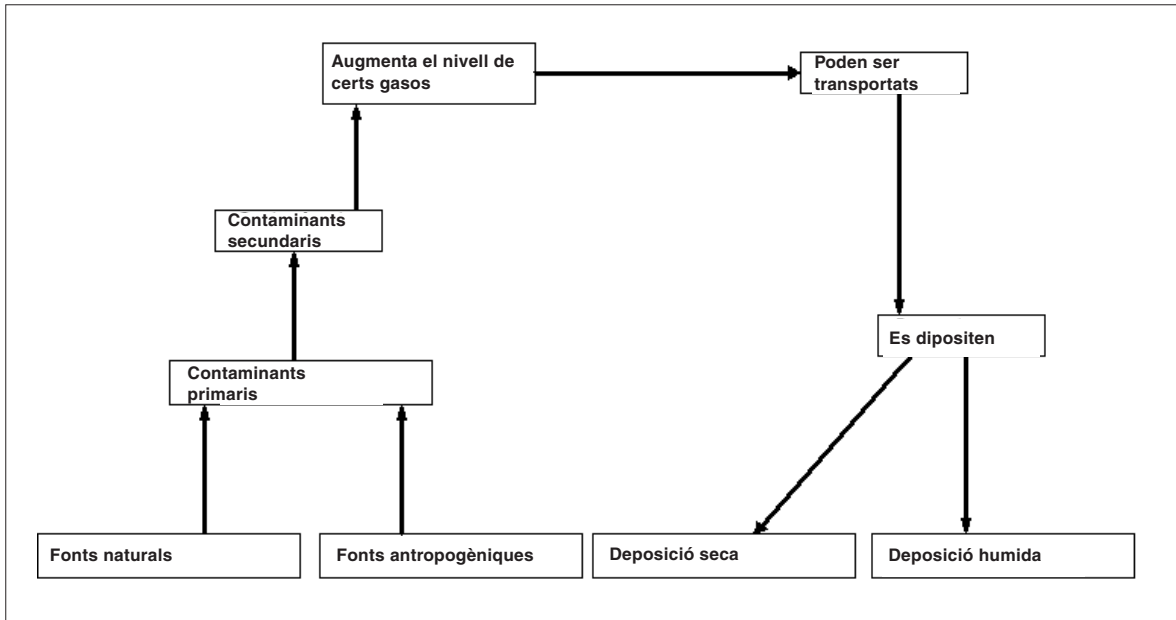 Augmenta el nivell de
certs gasos
Poden ser
transportats
Contaminants
secundaris
Es dipositen
Contaminants
primaris
Fonts naturals
Fonts antropogèniques
Deposició seca
Deposició humida